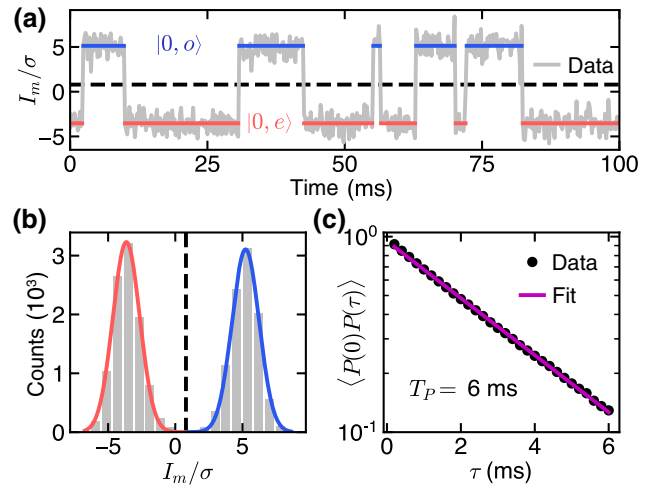 (a)
5
0
−5
I_m/σ
|0, o⟩
|0, e⟩
Data
0
25
50
75
100
Time (ms)
(b)
3
2
1
0
Counts (10³)
−5
0
5
I_m/σ
(c)
10⁰
10⁻¹
⟨P(0)P(τ)⟩
Data
Fit
T_P = 6 ms
0
2
4
6
τ (ms)